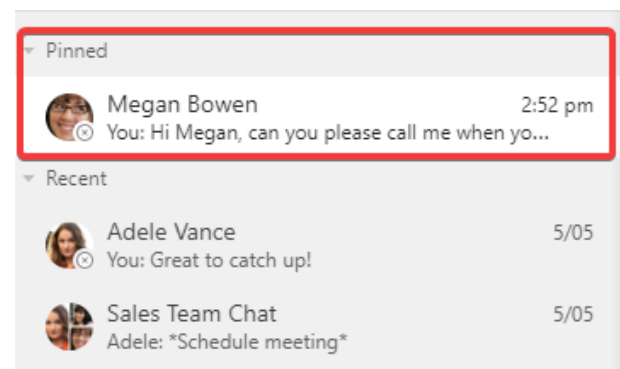 Pinned
Megan Bowen 2:52 pm
You: Hi Megan, can you please call me when yo...
Recent
Adele Vance 5/05
You: Great to catch up!
Sales Team Chat 5/05
Adele: *Schedule meeting*